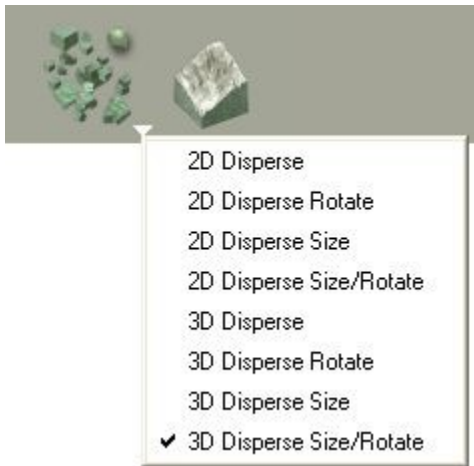 2D Disperse
2D Disperse Rotate
2D Disperse Size
2D Disperse Size/Rotate
3D Disperse
3D Disperse Rotate
3D Disperse Size
3D Disperse Size/Rotate